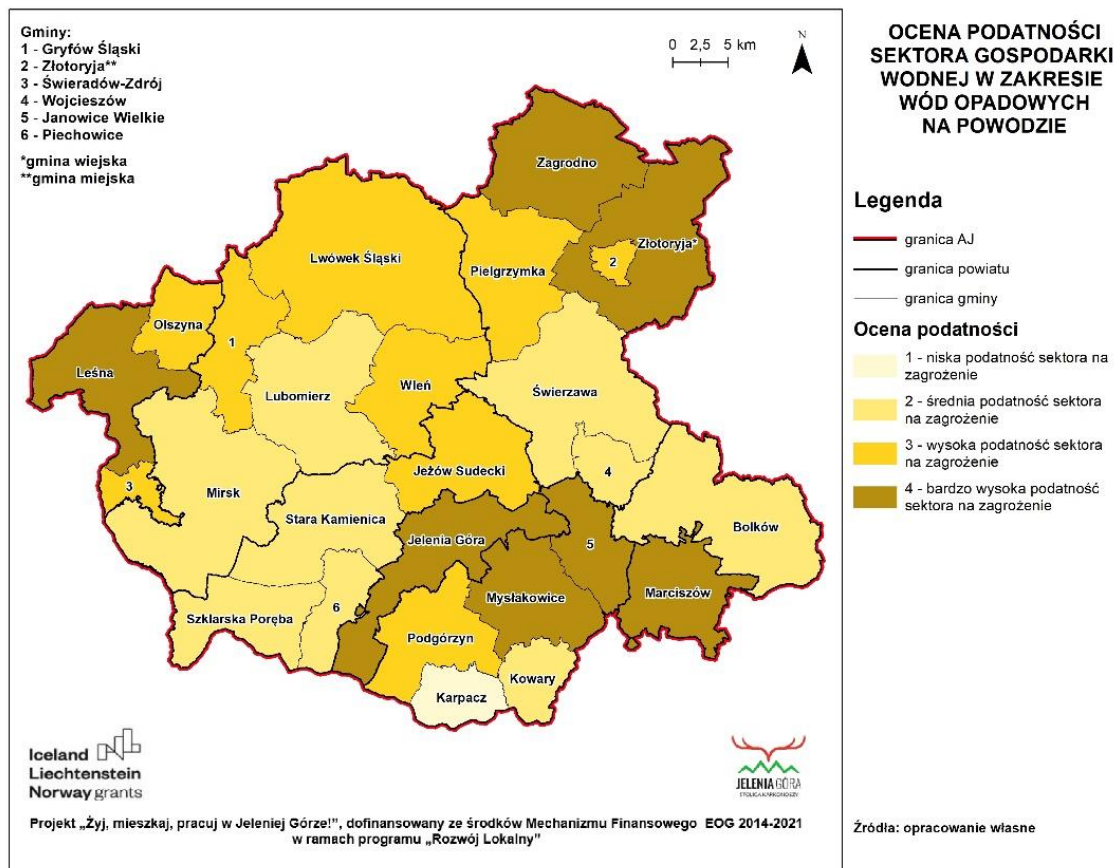 Gminy:
1 - Gryfów Śląski
2 - Złotoryja**
3 - Świeradów-Zdrój
4 - Wojcieszów
5 - Janowice Wielkie
6 - Piechowice
*gmina wiejska
**gmina miejska
0 2,5 5 km
N
Zagrodno
Złotoryja*
2
Pielgrzymka
Lwówek Śląski
Olszyna
1
Leśna
Lubomierz
Wleń
Świerzawa
Jeżów Sudecki
4
3
Mirsk
Stara Kamienica
Jelenia Góra
5
Bolków
Mysłakowice
Marciszów
6
Szklarska Poręba
Podgórzyn
Kowary
Karpacz
Iceland
Liechtenstein
Norway grants
JELENIA GÓRA
STOLICA KARKONOSZY
Projekt „Żyj, mieszkaj, pracuj w Jeleniej Górze!”, dofinansowany ze środków Mechanizmu Finansowego EOG 2014-2021
w ramach programu „Rozwój Lokalny”
OCENA PODATNOŚCI
SEKTORA GOSPODARKI
WODNEJ W ZAKRESIE
WÓD OPADOWYCH
NA POWODZIE
Legenda
granica AJ
granica powiatu
granica gminy
Ocena podatności
1 - niska podatność sektora na
zagrożenie
2 - średnia podatność sektora
na zagrożenie
3 - wysoka podatność sektora
na zagrożenie
4 - bardzo wysoka podatność
sektora na zagrożenie
Źródła: opracowanie własne